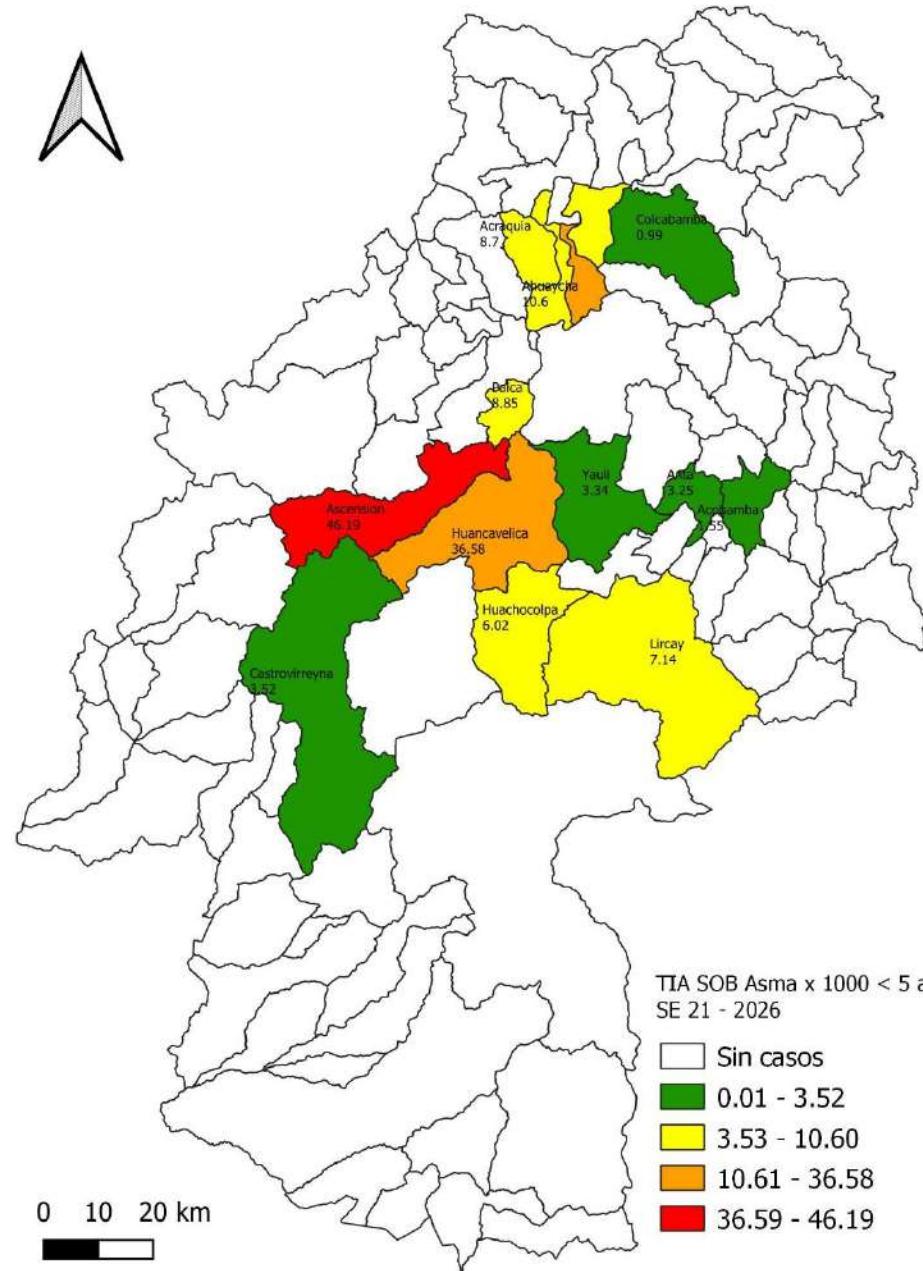 Colcabamba
0.99
Acraquia
8.7
Ahuaycha
10.6
Palca
8.85
Yauli
3.34
Anta
3.25
Acobamba
Ascension
46.19
Huancavelica
36.58
Huachocolpa
6.02
Lircay
7.14
Castrovirreyna
3.52
TIA SOB Asma x 1000 < 5 a
SE 21 - 2026
Sin casos
0.01 - 3.52
3.53 - 10.60
10.61 - 36.58
36.59 - 46.19
0 10 20 km